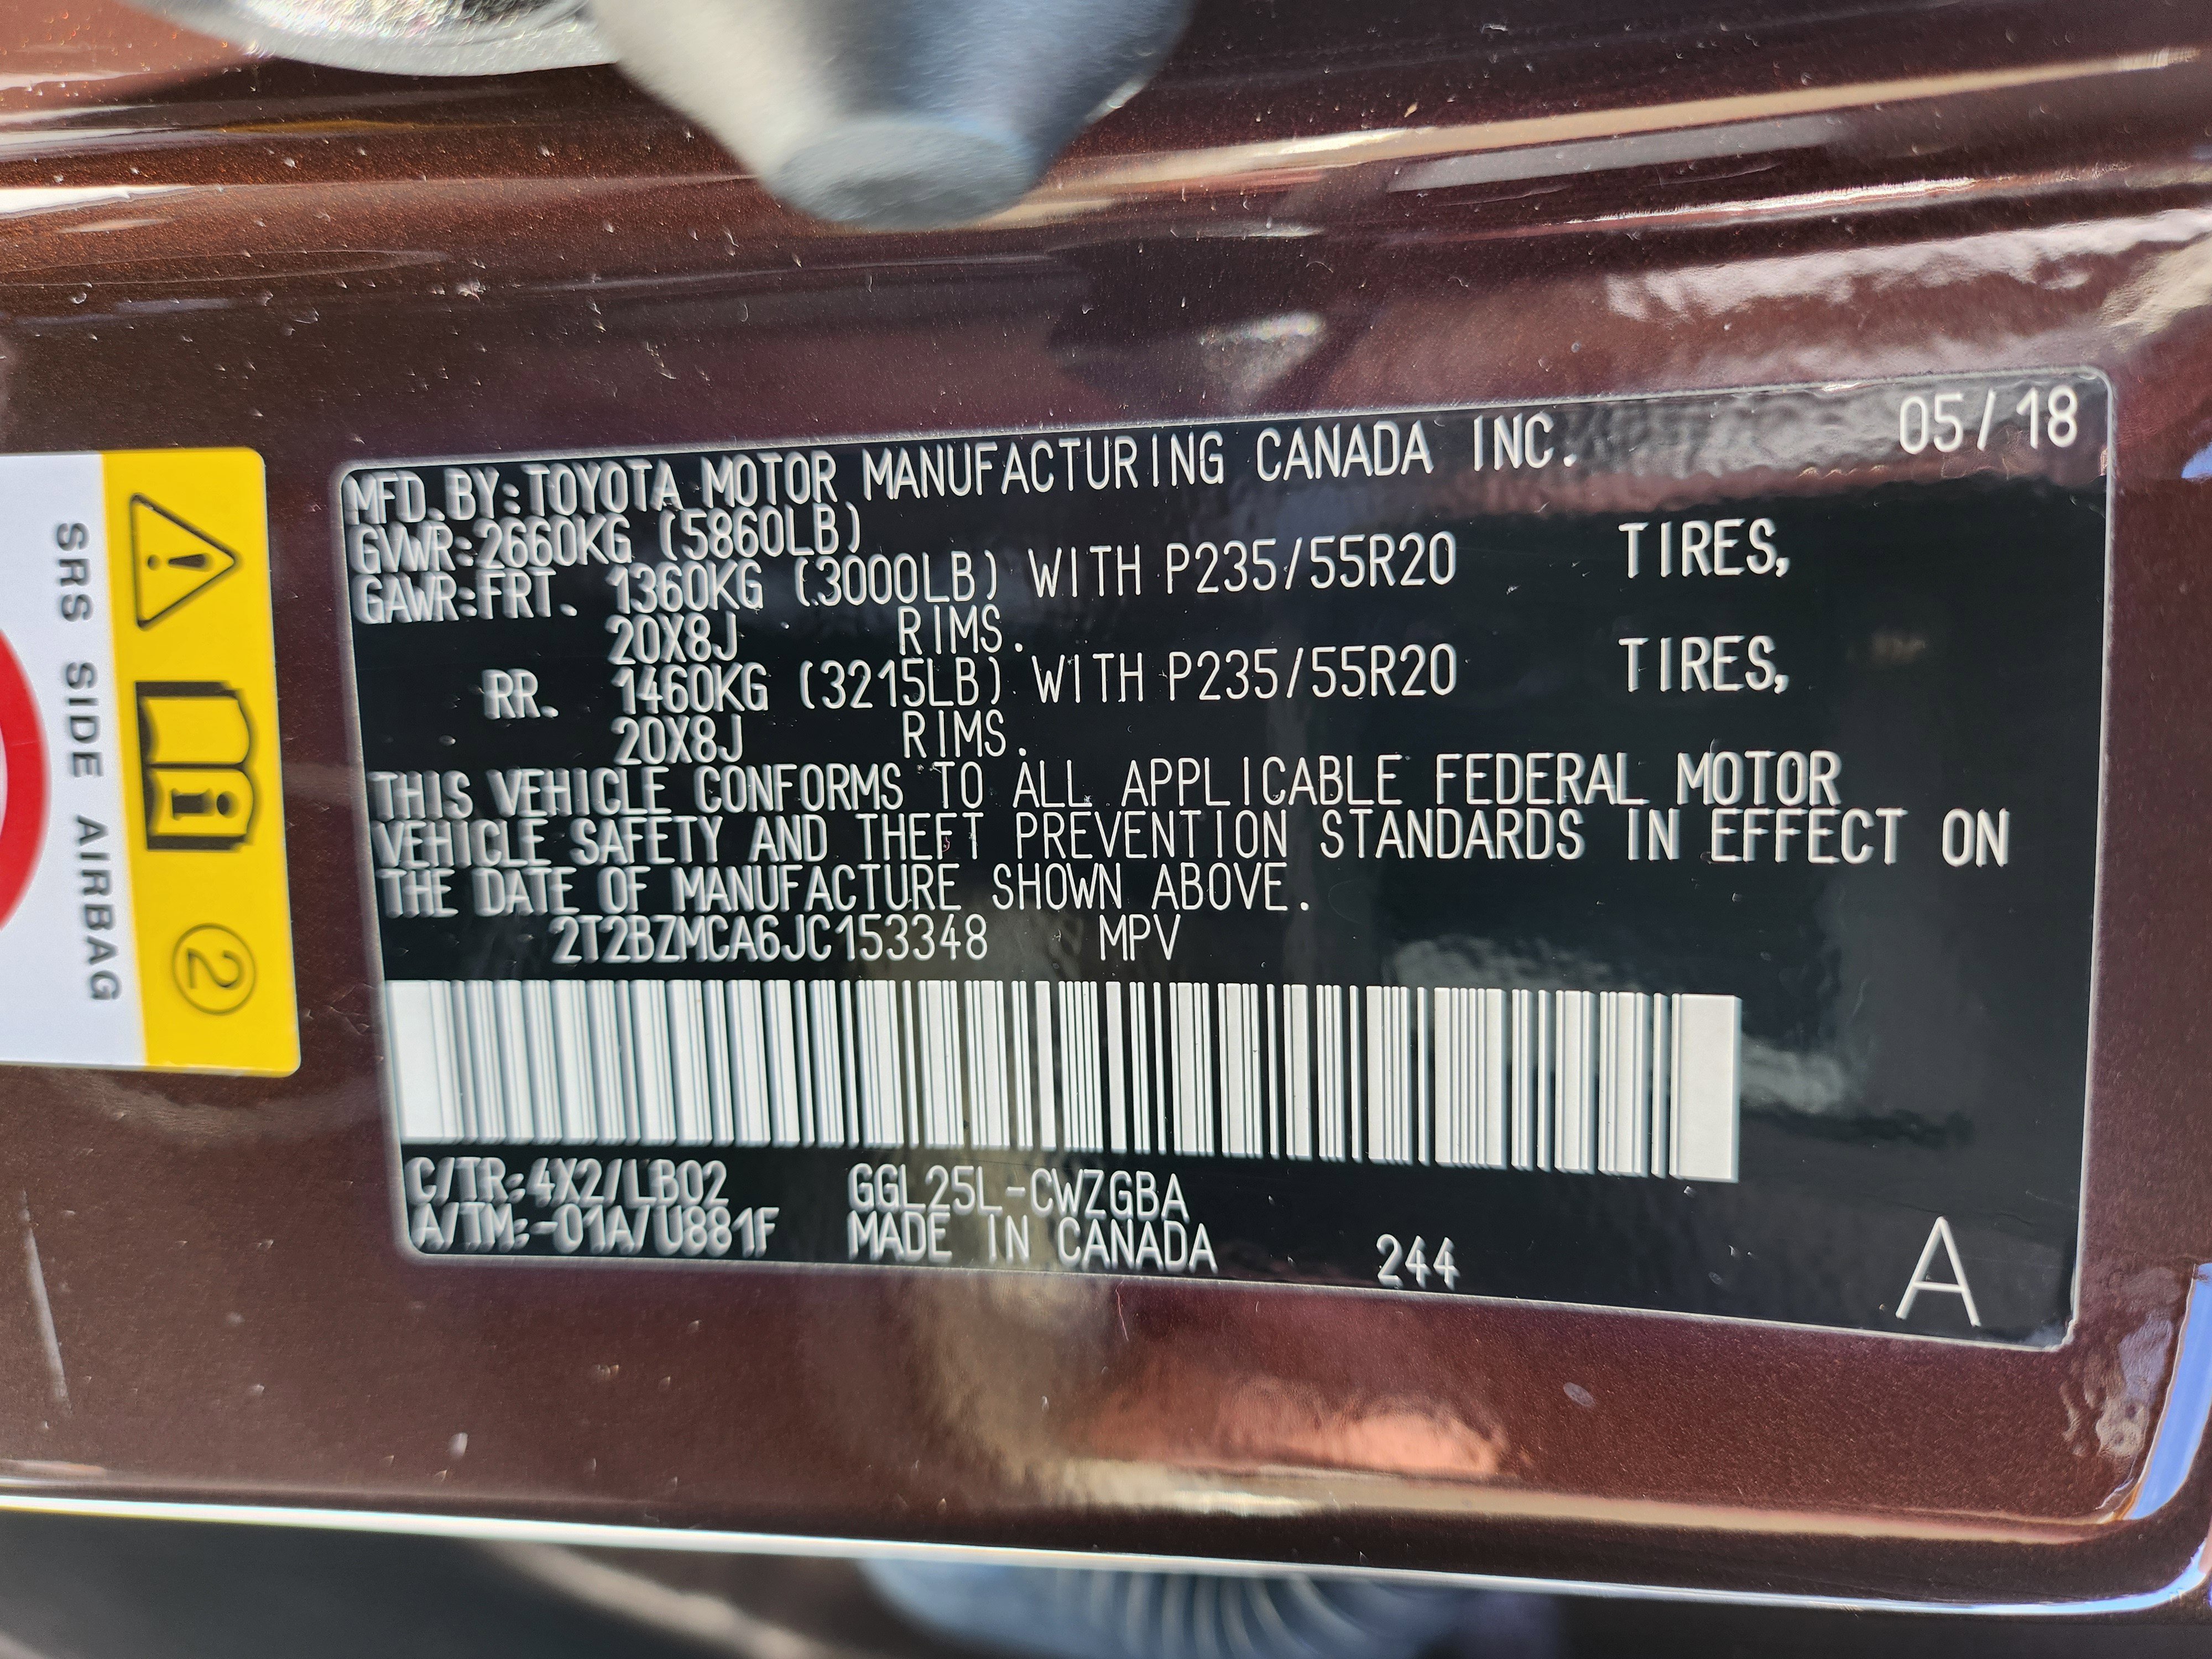 MFD.BY:TOYOTA MOTOR MANUFACTURING CANADA INC. 05/18
GVWR:2660KG (5860LB)
GAWR:FRT. 1360KG (3000LB) WITH P235/55R20 TIRES,
20X8J RIMS.
RR. 1460KG (3215LB) WITH P235/55R20 TIRES,
20X8J RIMS.
THIS VEHICLE CONFORMS TO ALL APPLICABLE FEDERAL MOTOR
VEHICLE SAFETY AND THEFT PREVENTION STANDARDS IN EFFECT ON
THE DATE OF MANUFACTURE SHOWN ABOVE.
2T2BZMCA6JC153348 MPV
C/TR:4X2/LB02 GGL25L-CWZGBA
A/TM:-01A/U881F MADE IN CANADA 244 A
SRS SIDE AIRBAG
2